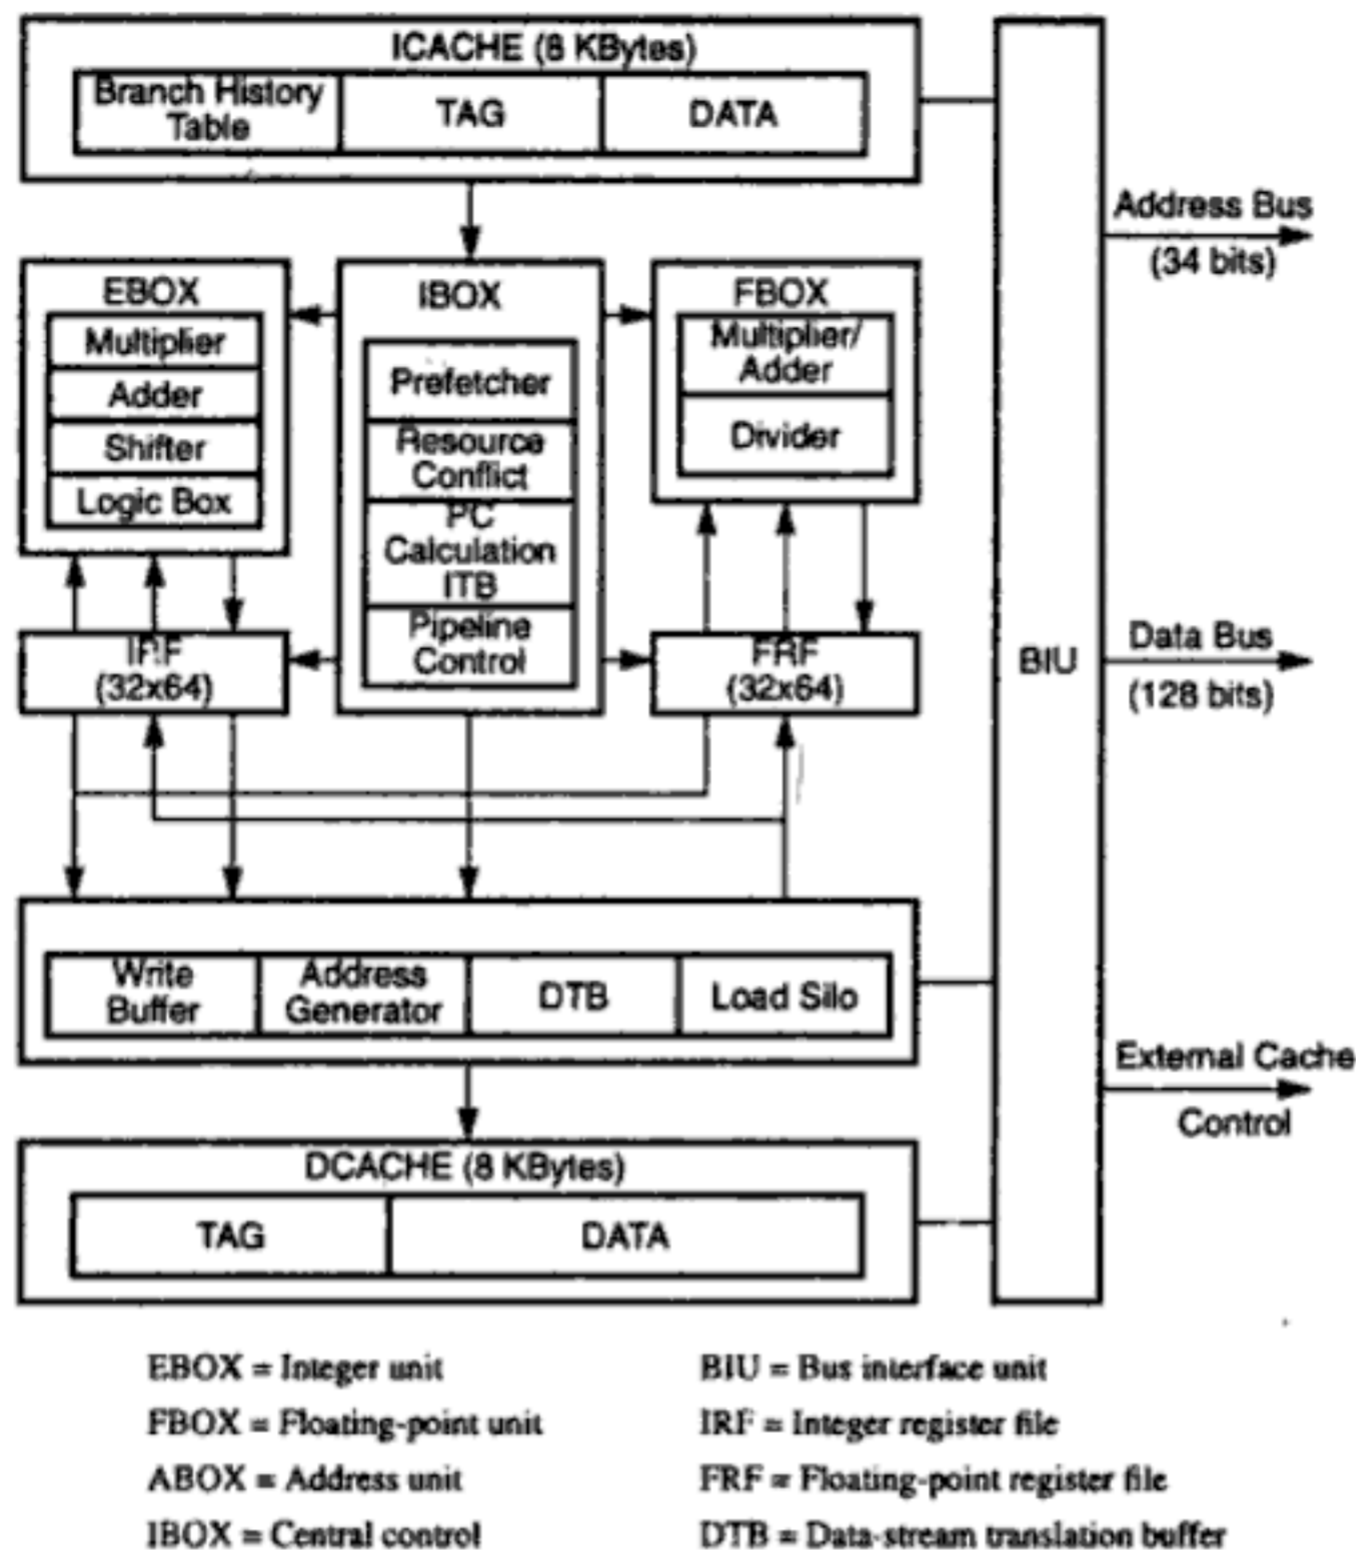 ICACHE (8 KBytes)
Branch History
Table
TAG
DATA
Address Bus
(34 bits)
EBOX
Multiplier
Adder
Shifter
Logic Box
IBOX
Prefetcher
Resource
Conflict
PC
Calculation
ITB
Pipeline
Control
FBOX
Multiplier/
Adder
Divider
IRF
(32x64)
FRF
(32x64)
BIU
Data Bus
(128 bits)
Write
Buffer
Address
Generator
DTB
Load Silo
External Cache
Control
DCACHE (8 KBytes)
TAG
DATA
EBOX = Integer unit
FBOX = Floating-point unit
ABOX = Address unit
IBOX = Central control
BIU = Bus interface unit
IRF = Integer register file
FRF = Floating-point register file
DTB = Data-stream translation buffer